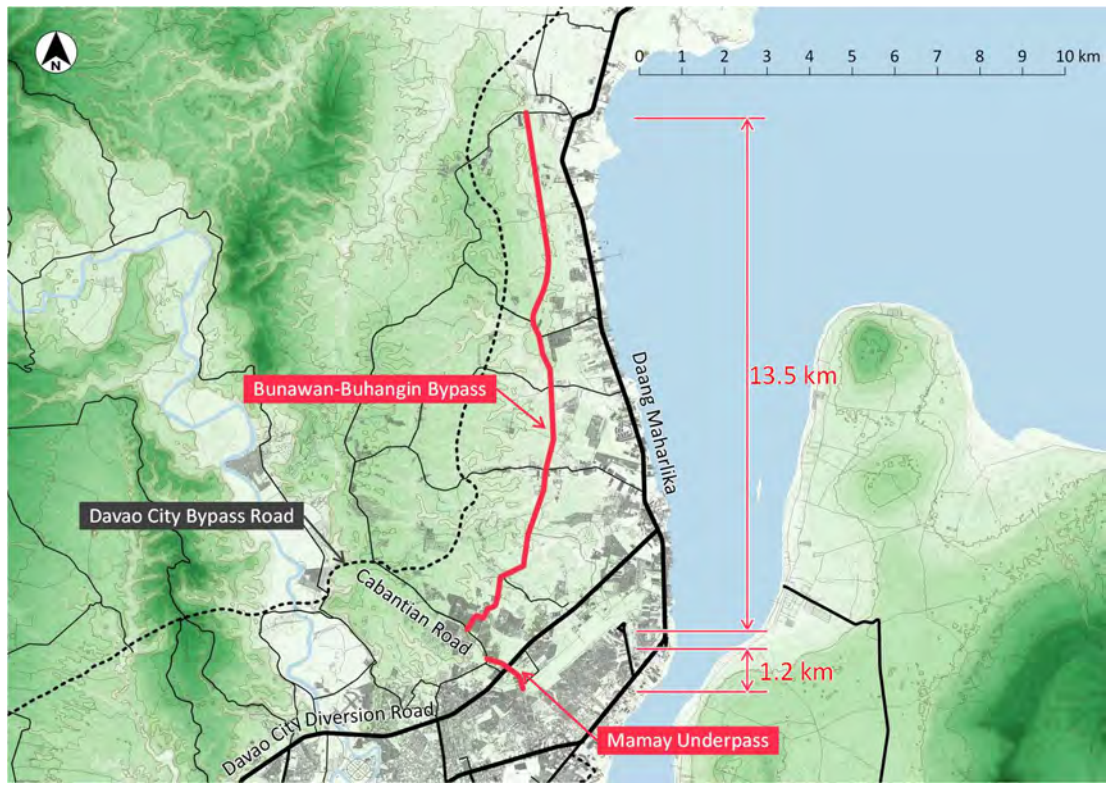 N
0 1 2 3 4 5 6 7 8 9 10 km
13.5 km
Bunawan-Buhangin Bypass
Daang Maharlika
Davao City Bypass Road
Cabantian Road
1.2 km
Davao City Diversion Road
Mamay Underpass